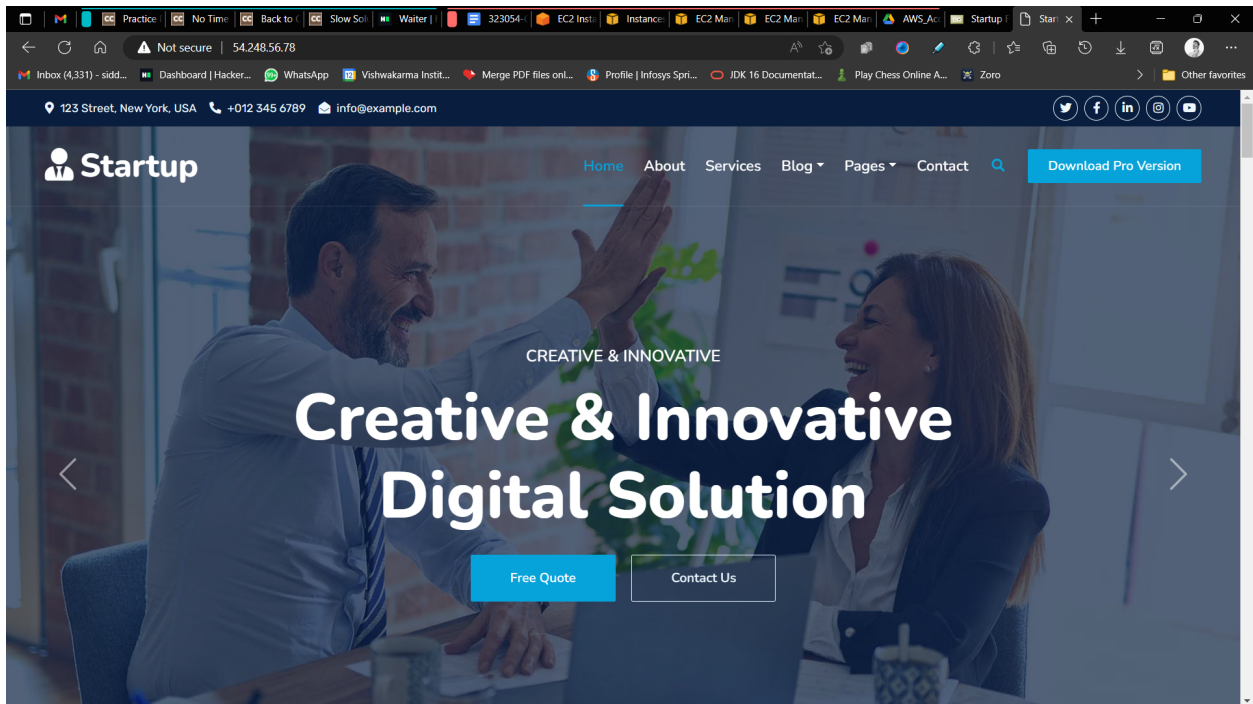 Practice No Time Back to Slow Sol Waiter | 323054- EC2 Insta Instances EC2 Man EC2 Man EC2 Man AWS_Acc Startup Start
Not secure | 54.248.56.78
Inbox (4,331) - sidd... Dashboard | Hacker... WhatsApp Vishwakarma Instit... Merge PDF files onl... Profile | Infosys Spri... JDK 16 Documentat... Play Chess Online A... Zoro Other favorites
123 Street, New York, USA +012 345 6789 info@example.com
Startup Home About Services Blog Pages Contact Download Pro Version
CREATIVE & INNOVATIVE
Creative & Innovative
Digital Solution
Free Quote Contact Us